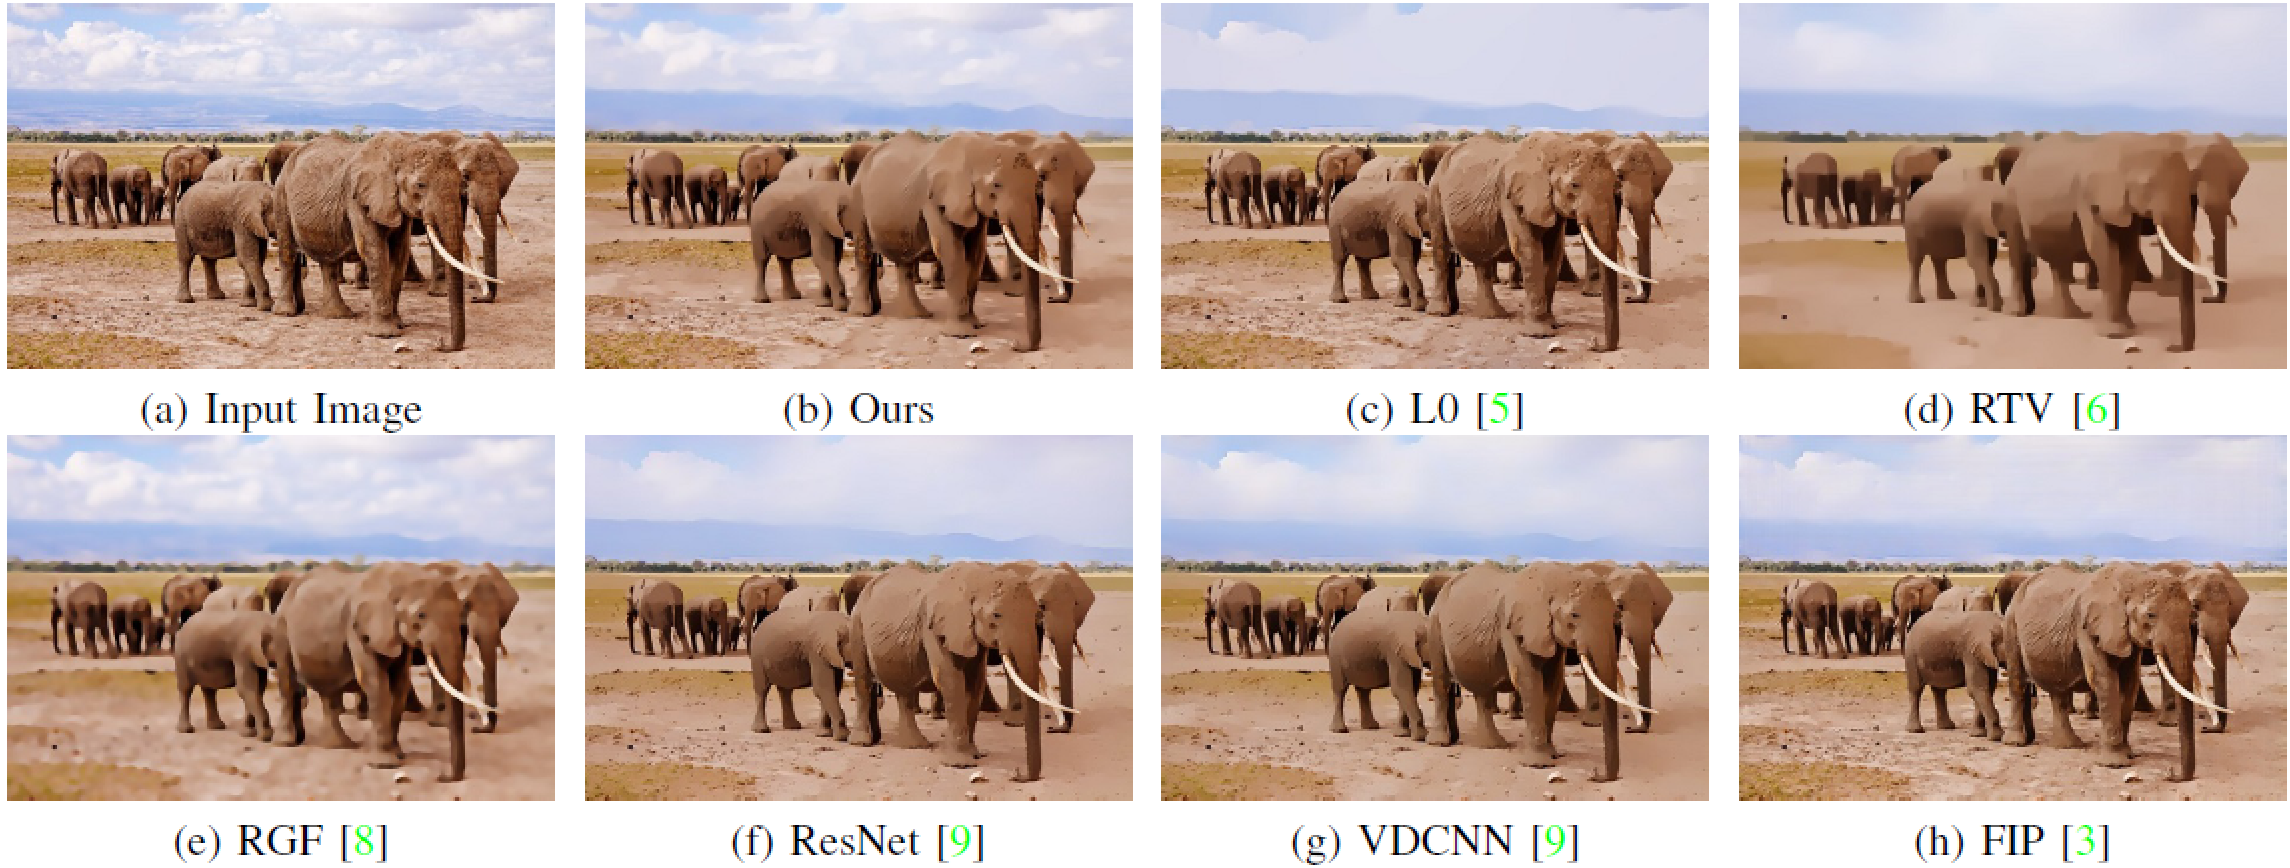 (a) Input Image
(b) Ours
(c) L0 [5]
(d) RTV [6]
(e) RGF [8]
(f) ResNet [9]
(g) VDCNN [9]
(h) FIP [3]